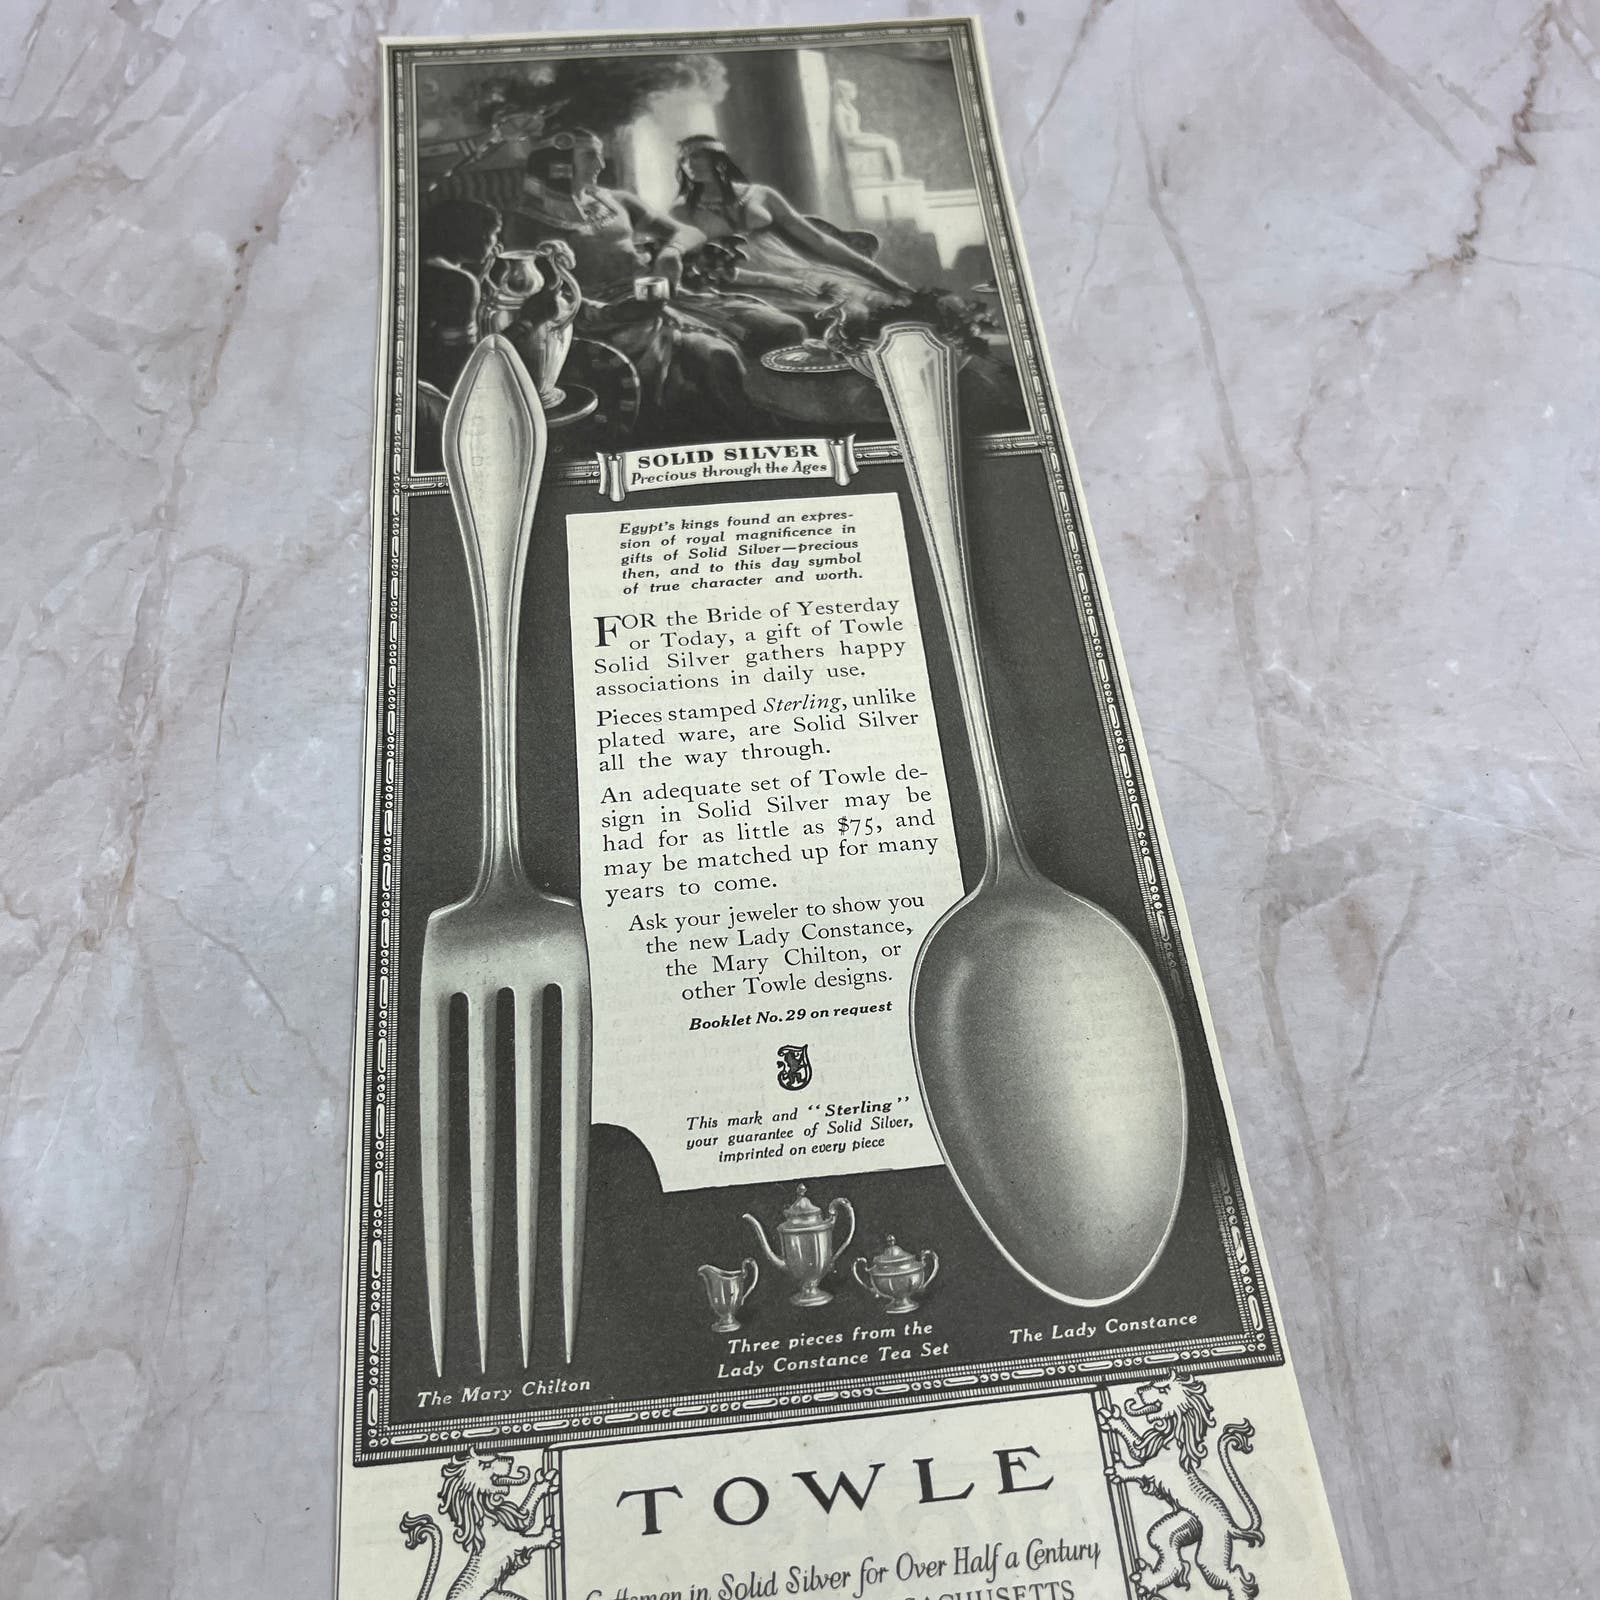 SOLID SILVER
Precious through the Ages
Egypt's kings found an expres-
sion of royal magnificence in
gifts of Solid Silver—precious
then, and to this day symbol
of true character and worth.
FOR the Bride of Yesterday
or Today, a gift of Towle
Solid Silver gathers happy
associations in daily use.
Pieces stamped Sterling, unlike
plated ware, are Solid Silver
all the way through.
An adequate set of Towle de-
sign in Solid Silver may be
had for as little as $75, and
may be matched up for many
years to come.
Ask your jeweler to show you
the new Lady Constance,
the Mary Chilton, or
other Towle designs.
Booklet No. 29 on request
This mark and "Sterling"
your guarantee of Solid Silver,
imprinted on every piece
Three pieces from the
Lady Constance Tea Set
The Lady Constance
The Mary Chilton
TOWLE
in Solid Silver for Over Half a Century